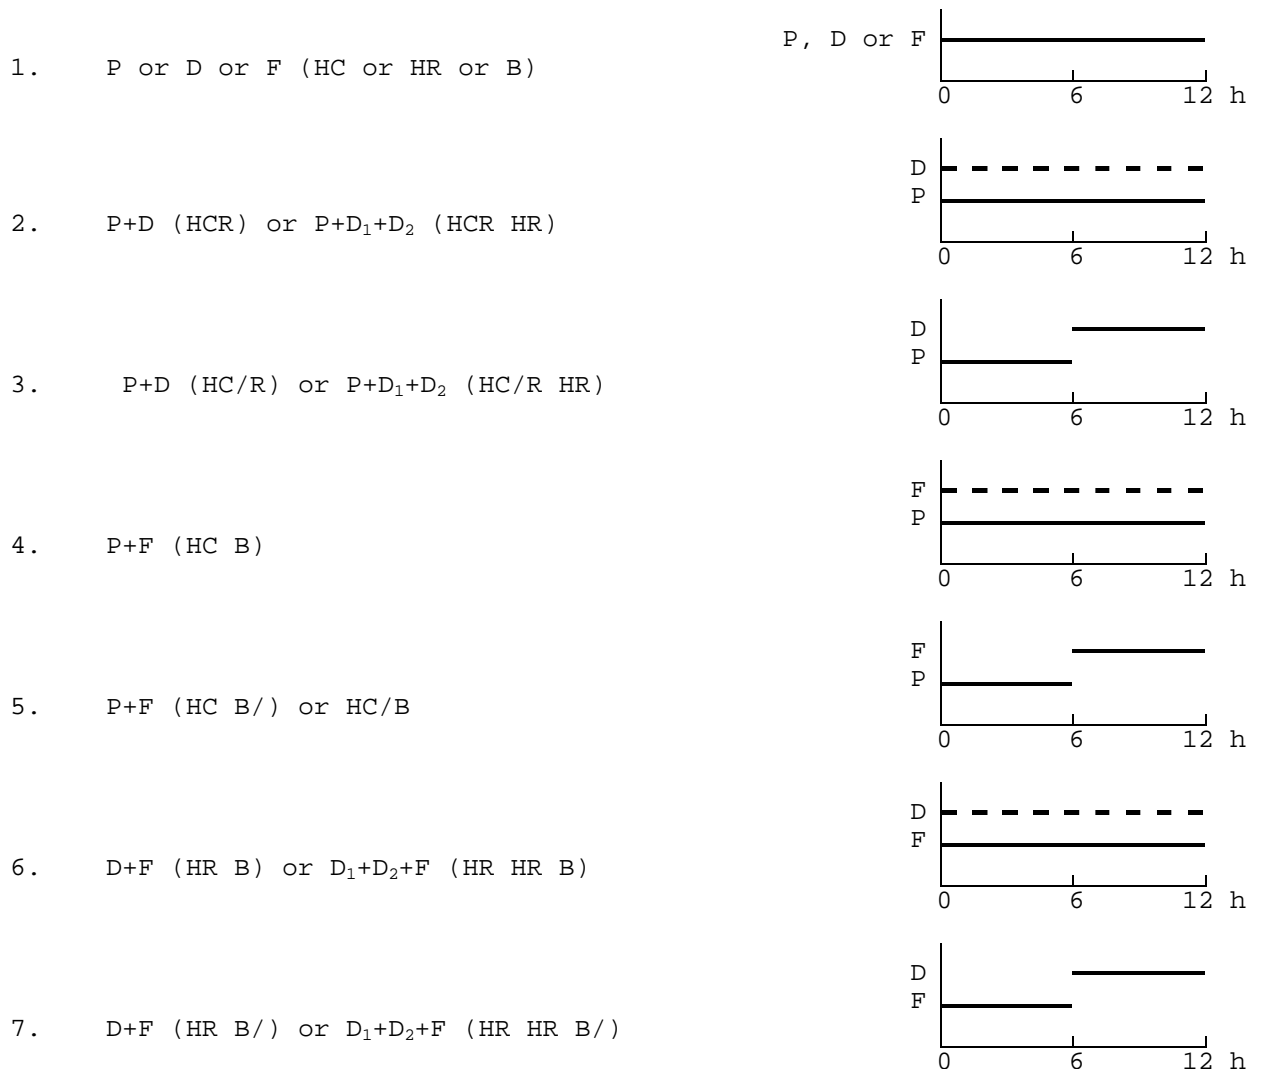 P, D or F
1. P or D or F (HC or HR or B)
0 6 12 h
D
P
2. P+D (HCR) or P+D₁+D₂ (HCR HR)
0 6 12 h
D
P
3. P+D (HC/R) or P+D₁+D₂ (HC/R HR)
0 6 12 h
F
P
4. P+F (HC B)
0 6 12 h
F
P
5. P+F (HC B/) or HC/B
0 6 12 h
D
F
6. D+F (HR B) or D₁+D₂+F (HR HR B)
0 6 12 h
D
F
7. D+F (HR B/) or D₁+D₂+F (HR HR B/)
0 6 12 h